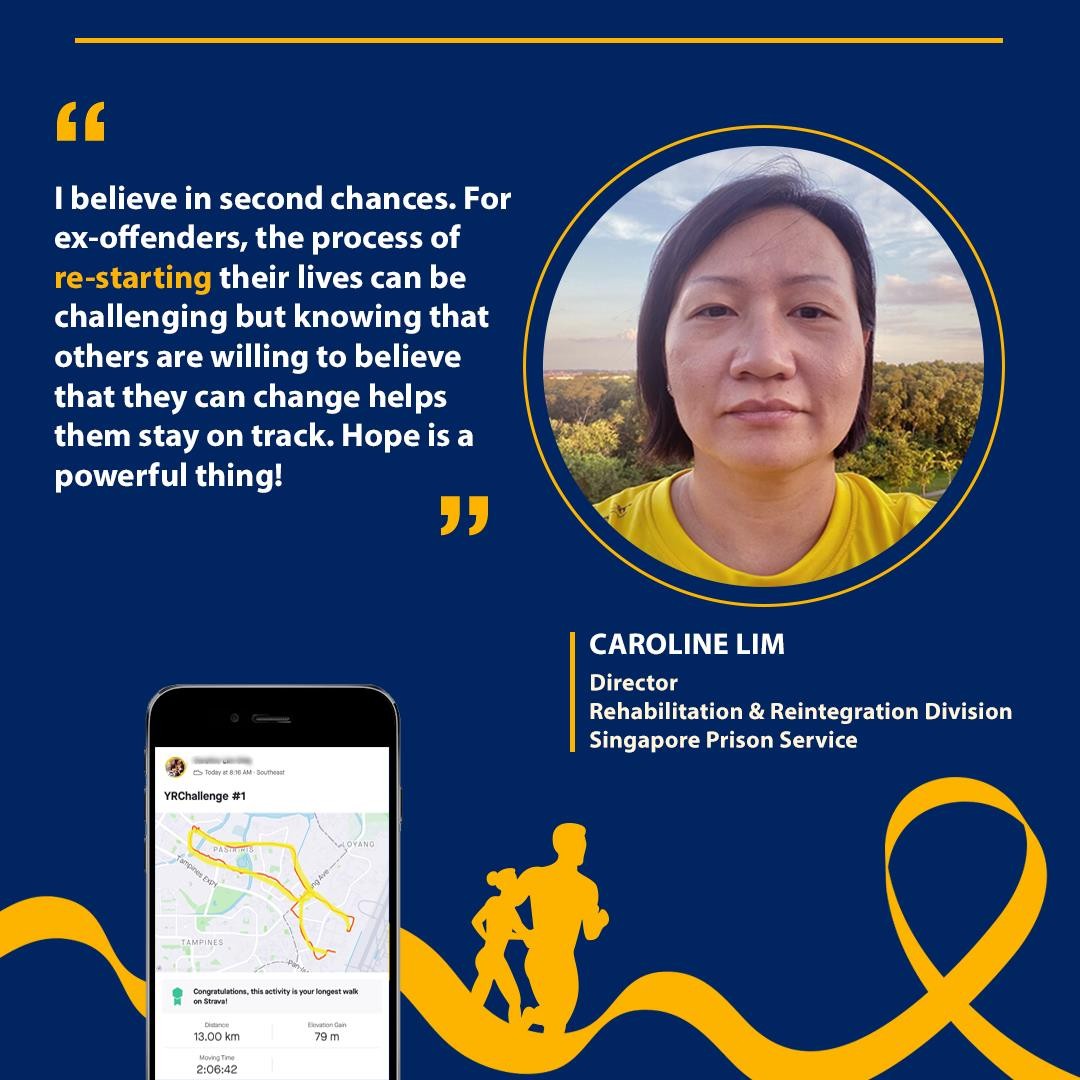 “
I believe in second chances. For
ex-offenders, the process of
re-starting their lives can be
challenging but knowing that
others are willing to believe
that they can change helps
them stay on track. Hope is a
powerful thing!
”
CAROLINE LIM
Director
Rehabilitation & Reintegration Division
Singapore Prison Service
Today at 8:16 AM · Southeast
YRChallenge #1
PASIR RIS
LOYANG
Tampines Expy
ng Ave
TAMPINES
Pan-Is
Congratulations, this activity is your longest walk
on Strava!
Distance
13.00 km
Elevation Gain
79 m
Moving Time
2:06:42